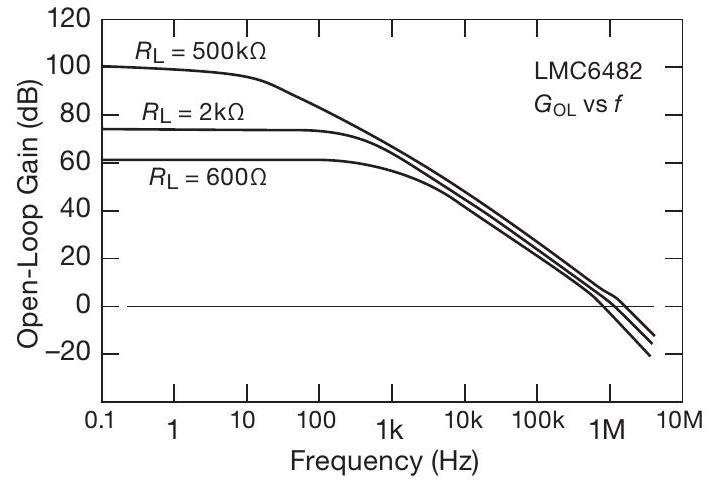 120
100
80
60
40
20
0
–20
Open-Loop Gain (dB)
R_L = 500kΩ
R_L = 2kΩ
R_L = 600Ω
LMC6482
G_OL vs f
0.1
1
10
100
1k
10k
100k
1M
10M
Frequency (Hz)